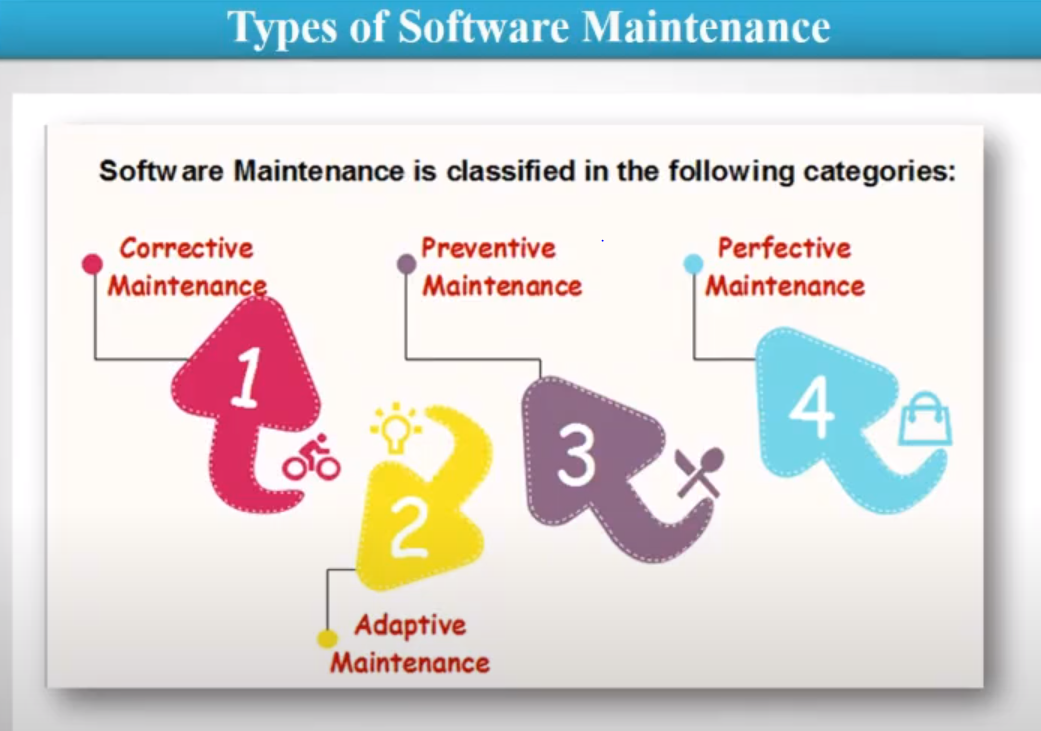 Types of Software Maintenance
Software Maintenance is classified in the following categories:
Corrective
Maintenance
Preventive
Maintenance
Perfective
Maintenance
1
2
3
4
Adaptive
Maintenance